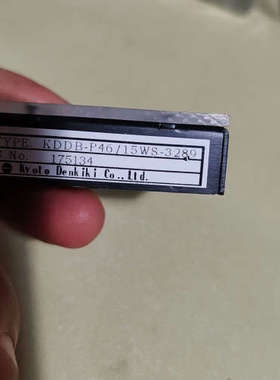 TYPE KDDB-P46/15WS-3289
No. 175134
Kyoto Denkiki Co., Ltd.